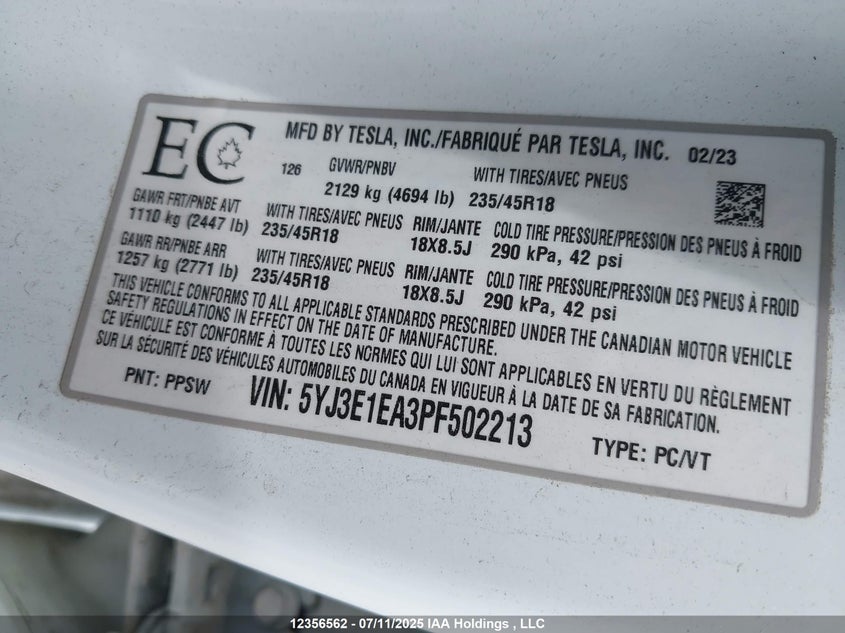 EC MFD BY TESLA, INC./FABRIQUÉ PAR TESLA, INC. 02/23
126 GVWR/PNBV WITH TIRES/AVEC PNEUS
2129 kg (4694 lb) 235/45R18
GAWR FRT/PNBE AVT WITH TIRES/AVEC PNEUS RIM/JANTE COLD TIRE PRESSURE/PRESSION DES PNEUS À FROID
1110 kg (2447 lb) 235/45R18 18X8.5J 290 kPa, 42 psi
GAWR RR/PNBE ARR WITH TIRES/AVEC PNEUS RIM/JANTE COLD TIRE PRESSURE/PRESSION DES PNEUS À FROID
1257 kg (2771 lb) 235/45R18 18X8.5J 290 kPa, 42 psi
THIS VEHICLE CONFORMS TO ALL APPLICABLE STANDARDS PRESCRIBED UNDER THE CANADIAN MOTOR VEHICLE
SAFETY REGULATIONS IN EFFECT ON THE DATE OF MANUFACTURE.
CE VÉHICULE EST CONFORME À TOUTES LES NORMES QUI LUI SONT APPLICABLES EN VERTU DU RÈGLEMENT
SUR LA SÉCURITÉ DES VÉHICULES AUTOMOBILES DU CANADA EN VIGUEUR À LA DATE DE SA FABRICATION.
PNT: PPSW VIN: 5YJ3E1EA3PF502213 TYPE: PC/VT
12356562 - 07/11/2025 IAA Holdings , LLC